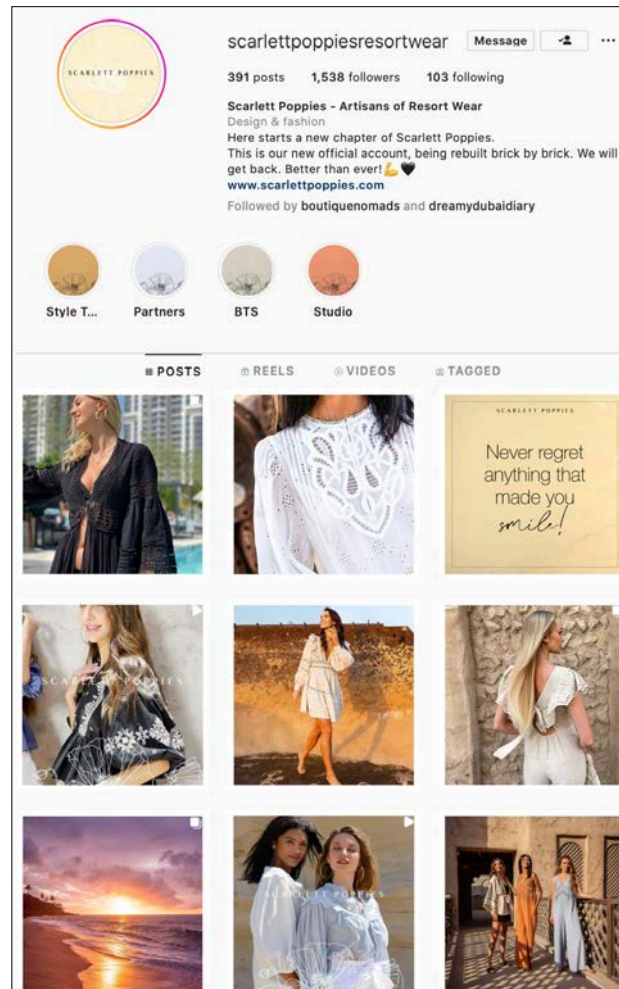 SCARLETT POPPIES
scarlettpoppiesresortwear Message
391 posts 1,538 followers 103 following
Scarlett Poppies - Artisans of Resort Wear
Design & fashion
Here starts a new chapter of Scarlett Poppies.
This is our new official account, being rebuilt brick by brick. We will
get back. Better than ever!💪🖤
www.scarlettpoppies.com
Followed by boutiquenomads and dreamydubaidiary
Style T... Partners BTS Studio
POSTS REELS VIDEOS TAGGED
SCARLETT POPPIES
Never regret
anything that
made you
smile!
SCARLETT POPPIES
SCARLETT POPPIES